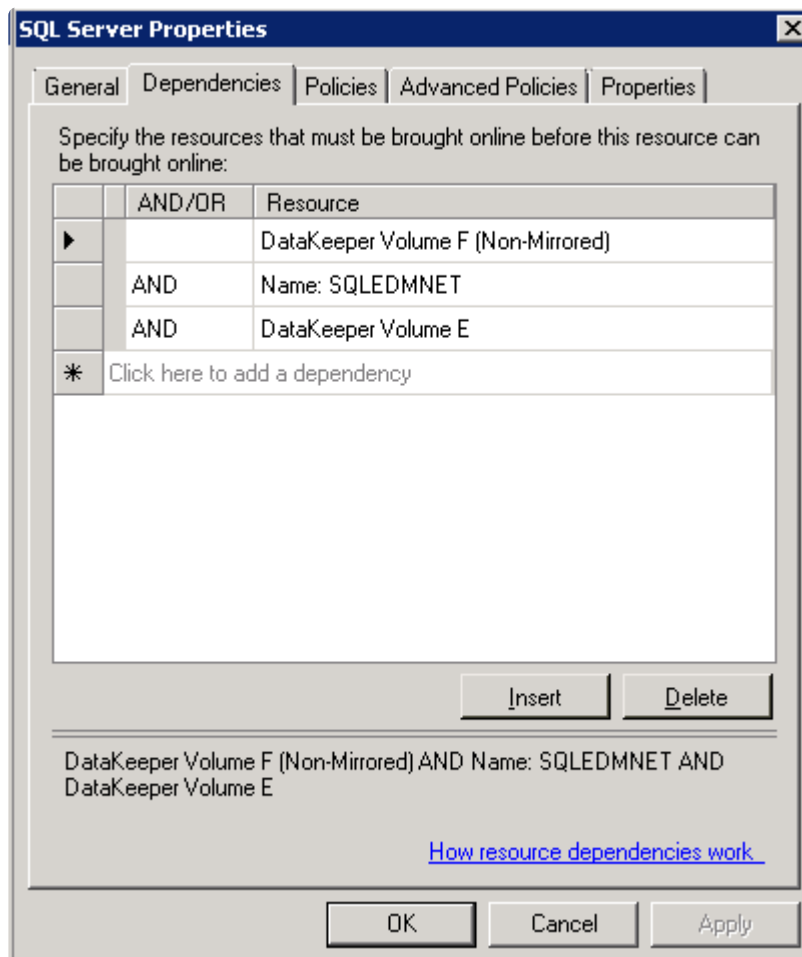 SQL Server Properties
General Dependencies Policies Advanced Policies Properties
Specify the resources that must be brought online before this resource can
be brought online:
AND/OR Resource
DataKeeper Volume F (Non-Mirrored)
AND Name: SQLEDMNET
AND DataKeeper Volume E
Click here to add a dependency
Insert Delete
DataKeeper Volume F (Non-Mirrored) AND Name: SQLEDMNET AND
DataKeeper Volume E
How resource dependencies work
OK Cancel Apply